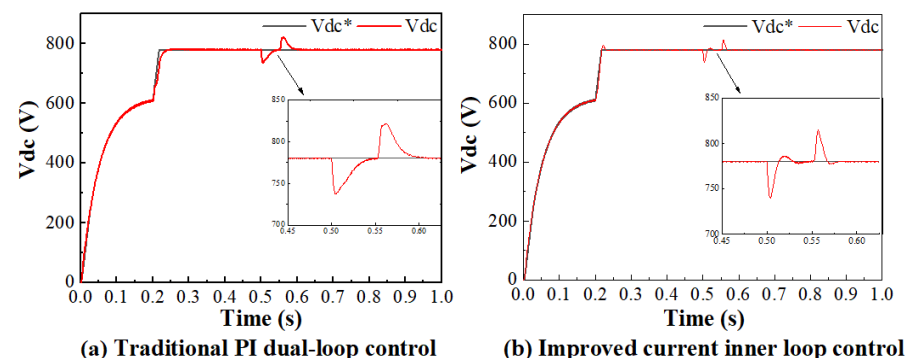 Vdc* Vdc
800
600
400
200
0
Vdc (V)
850
800
750
700
0.45 0.50 0.55 0.60
0.0 0.1 0.2 0.3 0.4 0.5 0.6 0.7 0.8 0.9 1.0
Time (s)
(a) Traditional PI dual-loop control
Vdc* Vdc
800
600
400
200
0
Vdc (V)
850
800
750
700
0.45 0.50 0.55 0.60
0.0 0.1 0.2 0.3 0.4 0.5 0.6 0.7 0.8 0.9 1.0
Time (s)
(b) Improved current inner loop control